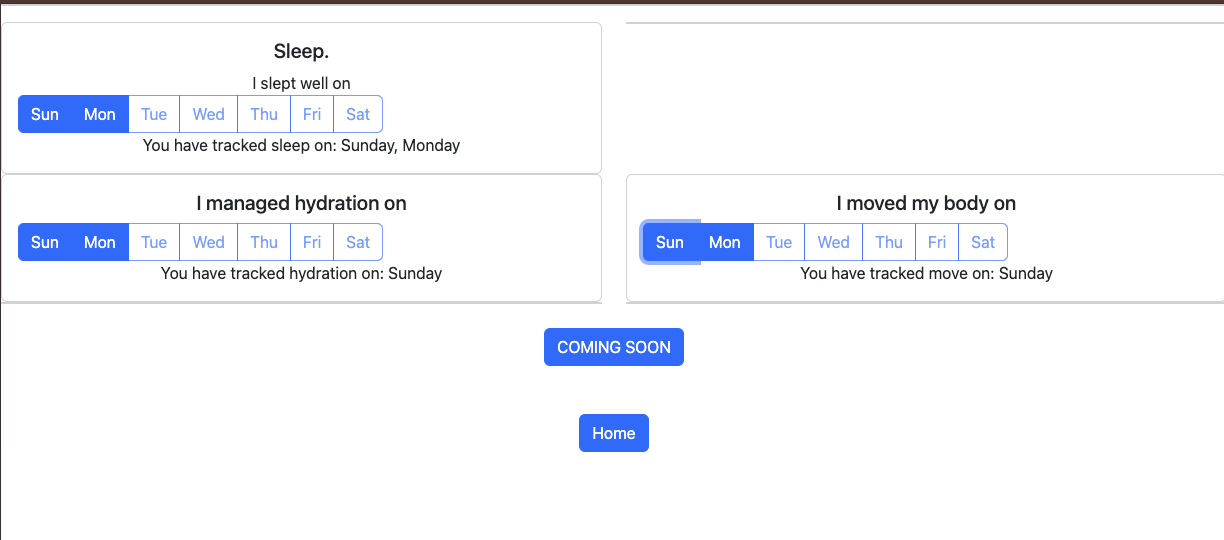 Sleep.
I slept well on
Sun Mon Tue Wed Thu Fri Sat
You have tracked sleep on: Sunday, Monday
I managed hydration on
Sun Mon Tue Wed Thu Fri Sat
You have tracked hydration on: Sunday
I moved my body on
Sun Mon Tue Wed Thu Fri Sat
You have tracked move on: Sunday
COMING SOON
Home